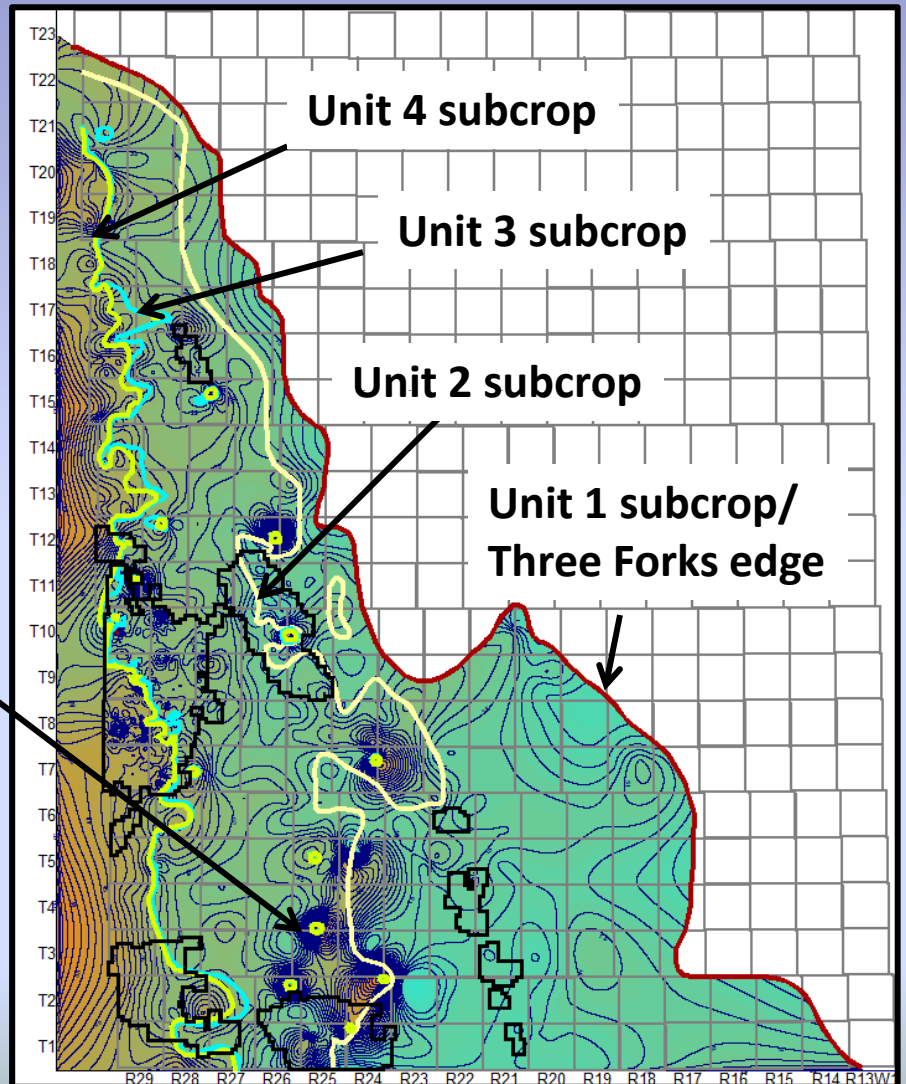 T23
T22
T21
T20
T19
T18
T17
T16
T15
T14
T13
T12
T11
T10
T9
T8
T7
T6
T5
T4
T3
T2
T1
Unit 4 subcrop
Unit 3 subcrop
Unit 2 subcrop
Unit 1 subcrop/
Three Forks edge
R29 R28 R27 R26 R25 R24 R23 R22 R21 R20 R19 R18 R17 R16 R15 R14 R13W1